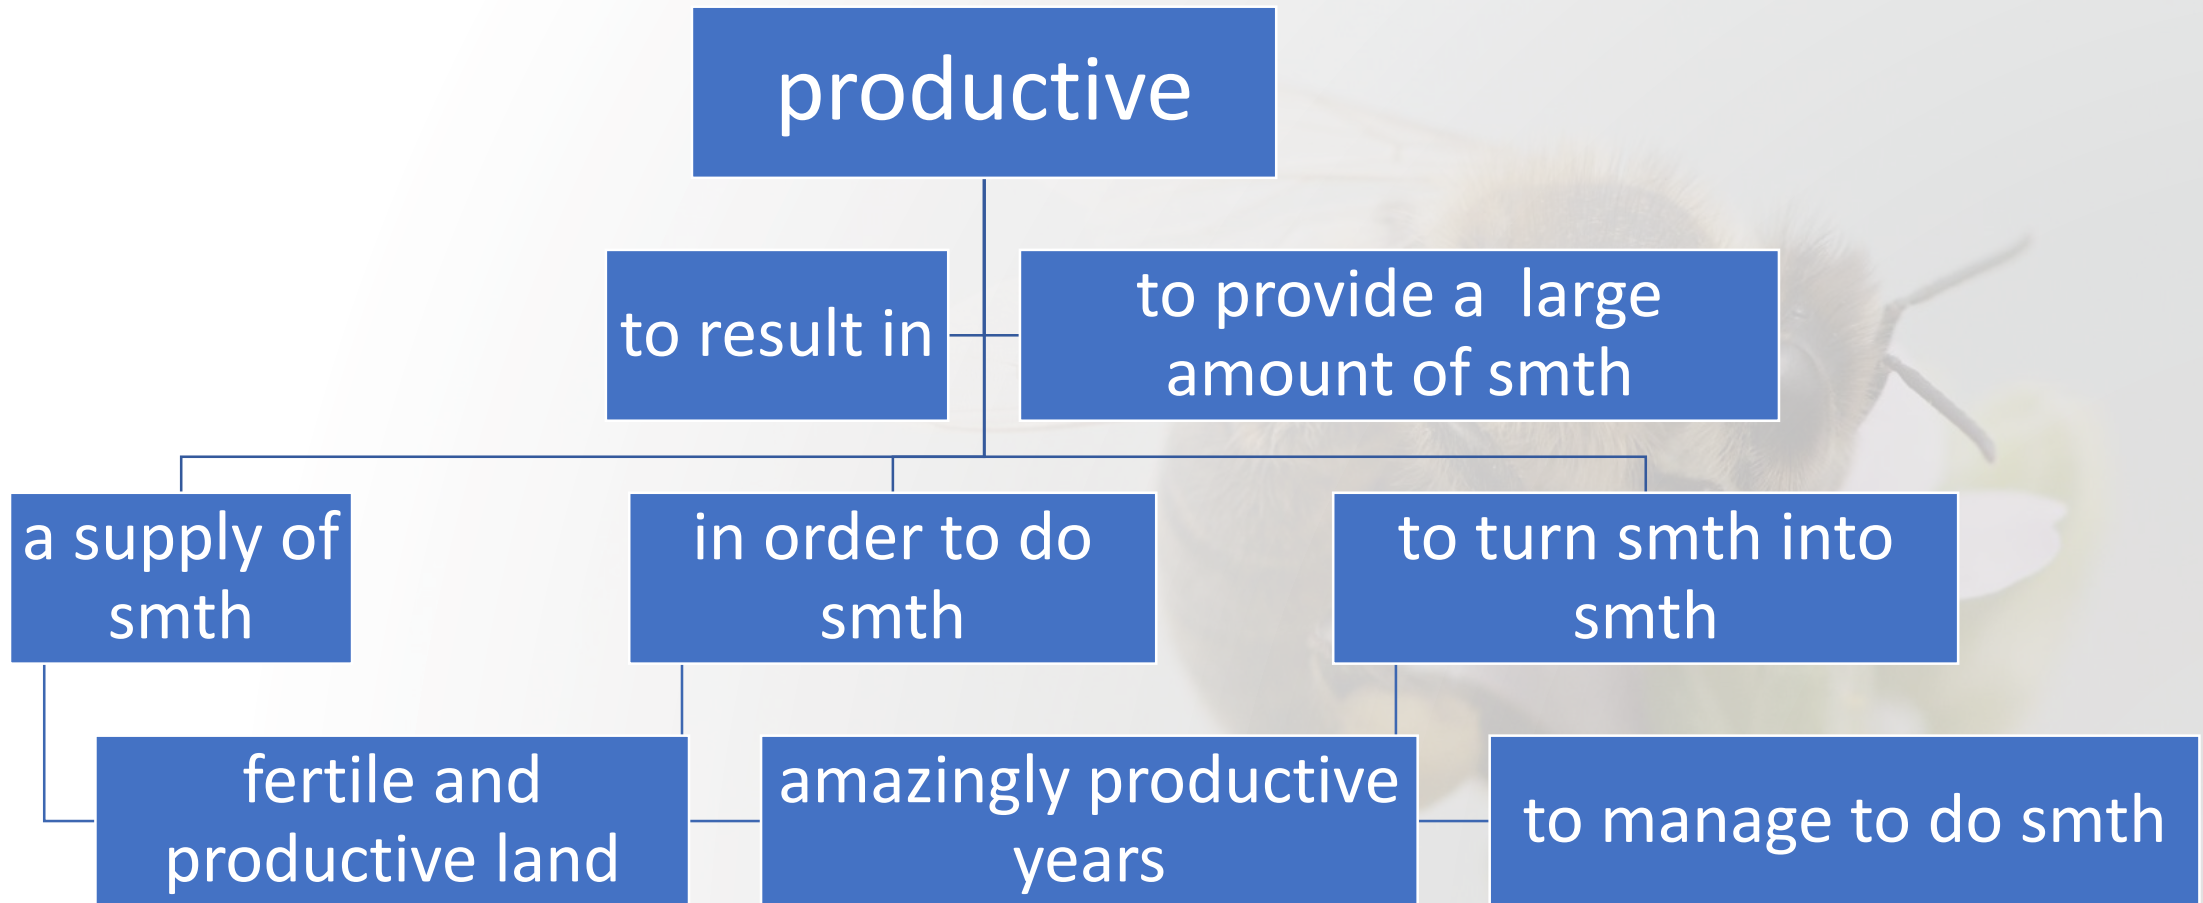 productive
to result in
to provide a large
amount of smth
a supply of
smth
in order to do
smth
to turn smth into
smth
fertile and
productive land
amazingly productive
years
to manage to do smth